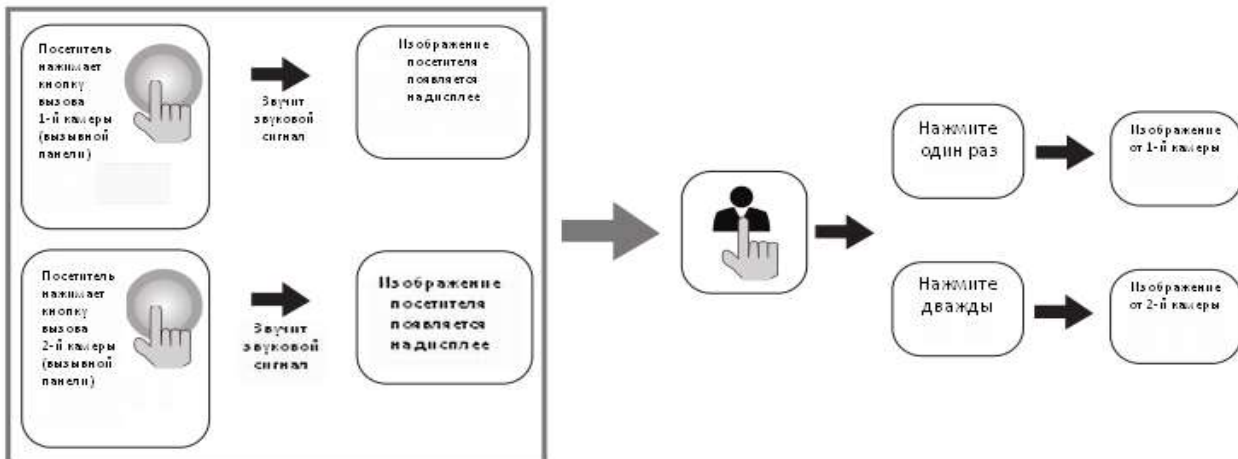 Посетитель
нажимает
кнопку
вызова
1-й камеры
(вызывной
панели)
Звучит
звуковой
сигнал
Изображение
посетителя
появляется
на дисплее
Посетитель
нажимает
кнопку
вызова
2-й камеры
(вызывной
панели)
Звучит
звуковой
сигнал
Изображение
посетителя
появляется
на дисплее
Нажмите
один раз
Изображение
от 1-й камеры
Нажмите
дважды
Изображение
от 2-й камеры